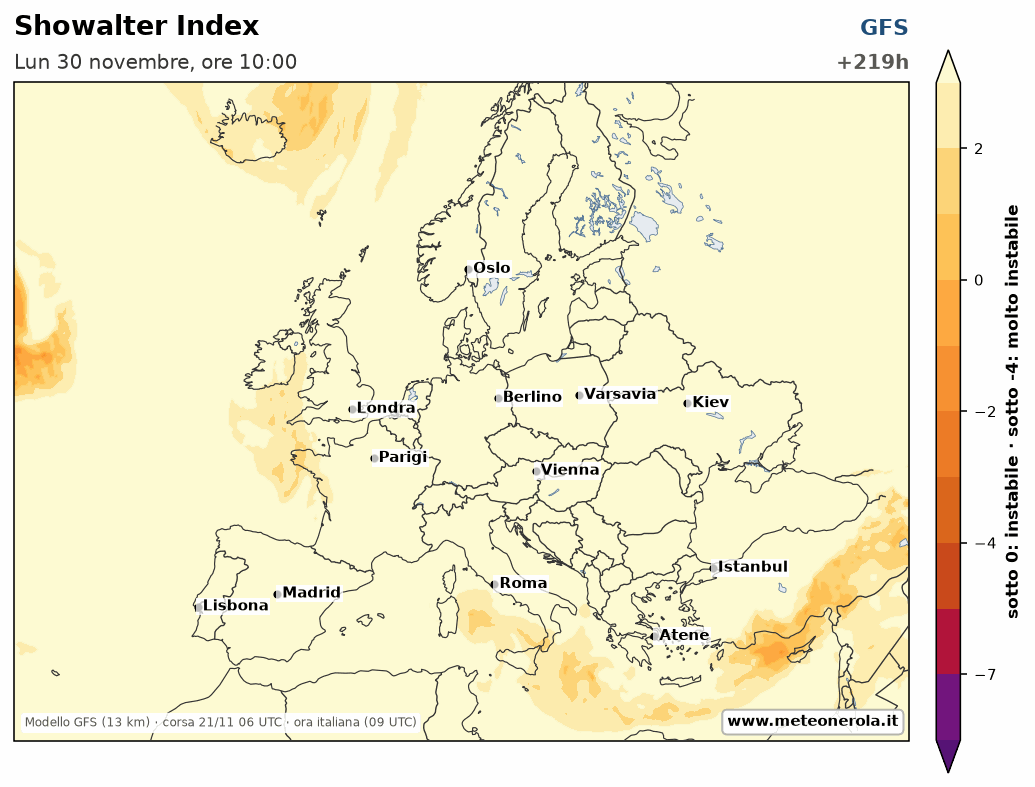 Showalter Index
GFS
Lun 30 novembre, ore 10:00
+219h
2
0
−2
−4
−7
sotto 0: instabile · sotto -4: molto instabile
Oslo
Berlino
Varsavia
Kiev
Londra
Parigi
Vienna
Istanbul
Roma
Madrid
Lisbona
Atene
Modello GFS (13 km) · corsa 21/11 06 UTC · ora italiana (09 UTC)
www.meteonerola.it